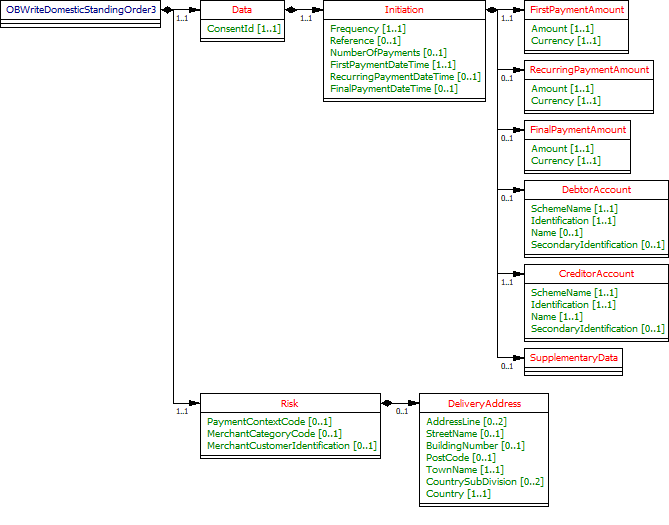 OBWriteDomesticStandingOrder3
1..1
Data
ConsentId [1..1]
1..1
Initiation
Frequency [1..1]
Reference [0..1]
NumberOfPayments [0..1]
FirstPaymentDateTime [1..1]
RecurringPaymentDateTime [0..1]
FinalPaymentDateTime [0..1]
1..1
FirstPaymentAmount
Amount [1..1]
Currency [1..1]
0..1
RecurringPaymentAmount
Amount [1..1]
Currency [1..1]
0..1
FinalPaymentAmount
Amount [1..1]
Currency [1..1]
0..1
DebtorAccount
SchemeName [1..1]
Identification [1..1]
Name [0..1]
SecondaryIdentification [0..1]
1..1
CreditorAccount
SchemeName [1..1]
Identification [1..1]
Name [1..1]
SecondaryIdentification [0..1]
0..1
SupplementaryData
1..1
Risk
PaymentContextCode [0..1]
MerchantCategoryCode [0..1]
MerchantCustomerIdentification [0..1]
0..1
DeliveryAddress
AddressLine [0..2]
StreetName [0..1]
BuildingNumber [0..1]
PostCode [0..1]
TownName [1..1]
CountrySubDivision [0..2]
Country [1..1]